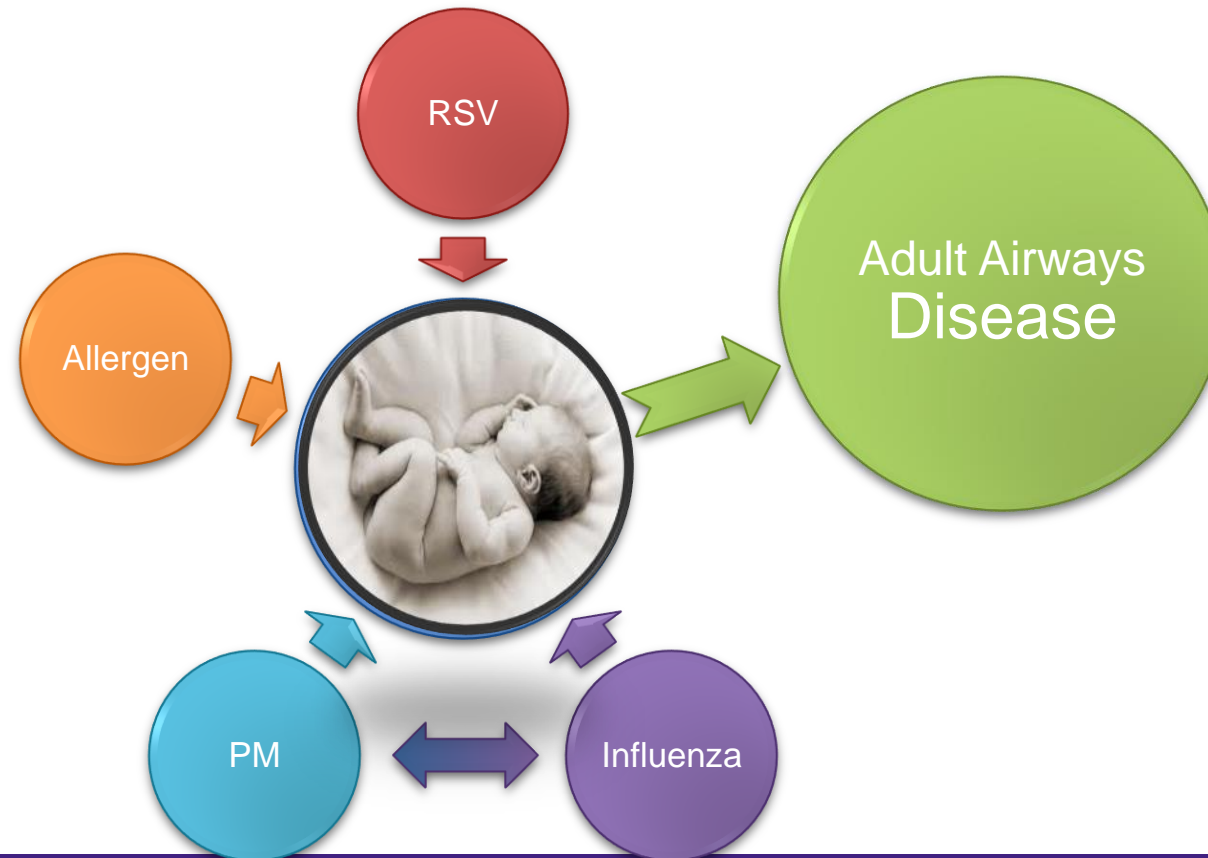 RSV
Adult Airways
Disease
Allergen
PM
Influenza